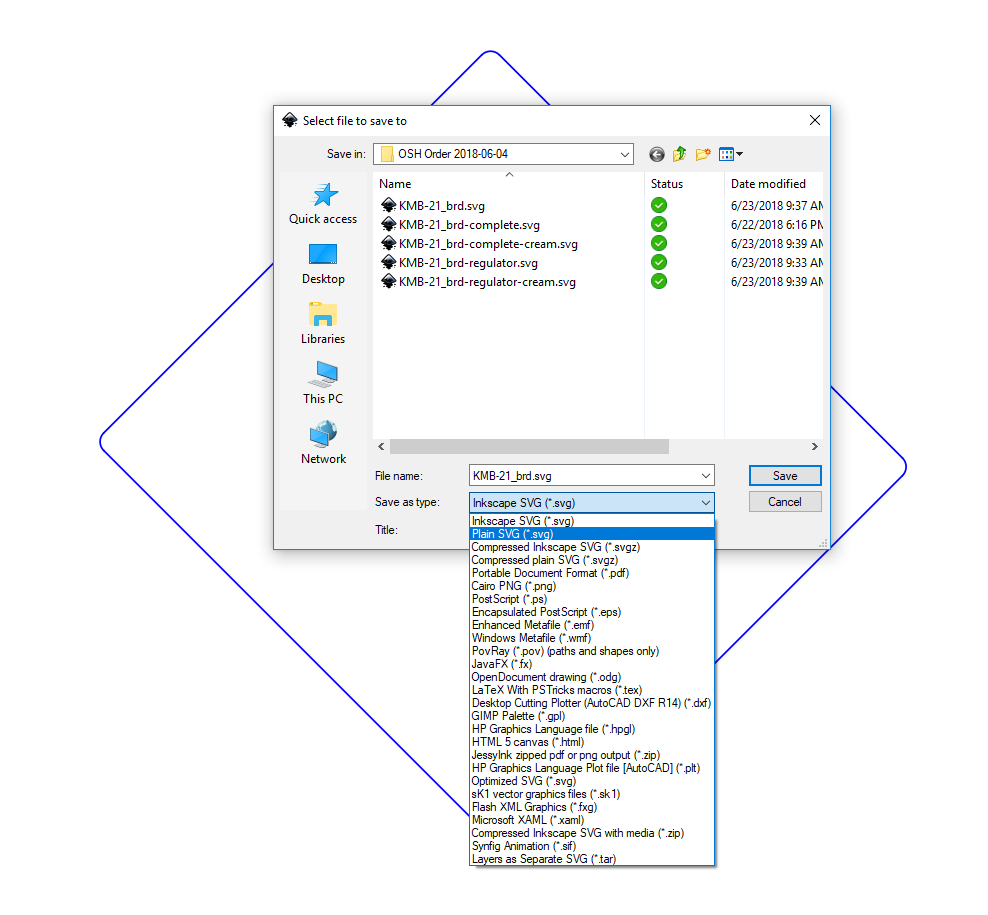 Select file to save to
Save in: OSH Order 2018-06-04
Name Status Date modified
KMB-21_brd.svg 6/23/2018 9:37 AM
KMB-21_brd-complete.svg 6/22/2018 6:16 PM
KMB-21_brd-complete-cream.svg 6/23/2018 9:39 AM
KMB-21_brd-regulator.svg 6/23/2018 9:33 AM
KMB-21_brd-regulator-cream.svg 6/23/2018 9:39 AM
Quick access
Desktop
Libraries
This PC
Network
File name: KMB-21_brd.svg Save
Save as type: Inkscape SVG (*.svg) Cancel
Title:
Inkscape SVG (*.svg)
Plain SVG (*.svg)
Compressed Inkscape SVG (*.svgz)
Compressed plain SVG (*.svgz)
Portable Document Format (*.pdf)
Cairo PNG (*.png)
PostScript (*.ps)
Encapsulated PostScript (*.eps)
Enhanced Metafile (*.emf)
Windows Metafile (*.wmf)
PovRay (*.pov) (paths and shapes only)
JavaFX (*.fx)
OpenDocument drawing (*.odg)
LaTeX With PSTricks macros (*.tex)
Desktop Cutting Plotter (AutoCAD DXF R14) (*.dxf)
GIMP Palette (*.gpl)
HP Graphics Language file (*.hpgl)
HTML 5 canvas (*.html)
JessyInk zipped pdf or png output (*.zip)
HP Graphics Language Plot file [AutoCAD] (*.plt)
Optimized SVG (*.svg)
sK1 vector graphics files (*.sk1)
Flash XML Graphics (*.fxg)
Microsoft XAML (*.xaml)
Compressed Inkscape SVG with media (*.zip)
Synfig Animation (*.sif)
Layers as Separate SVG (*.tar)